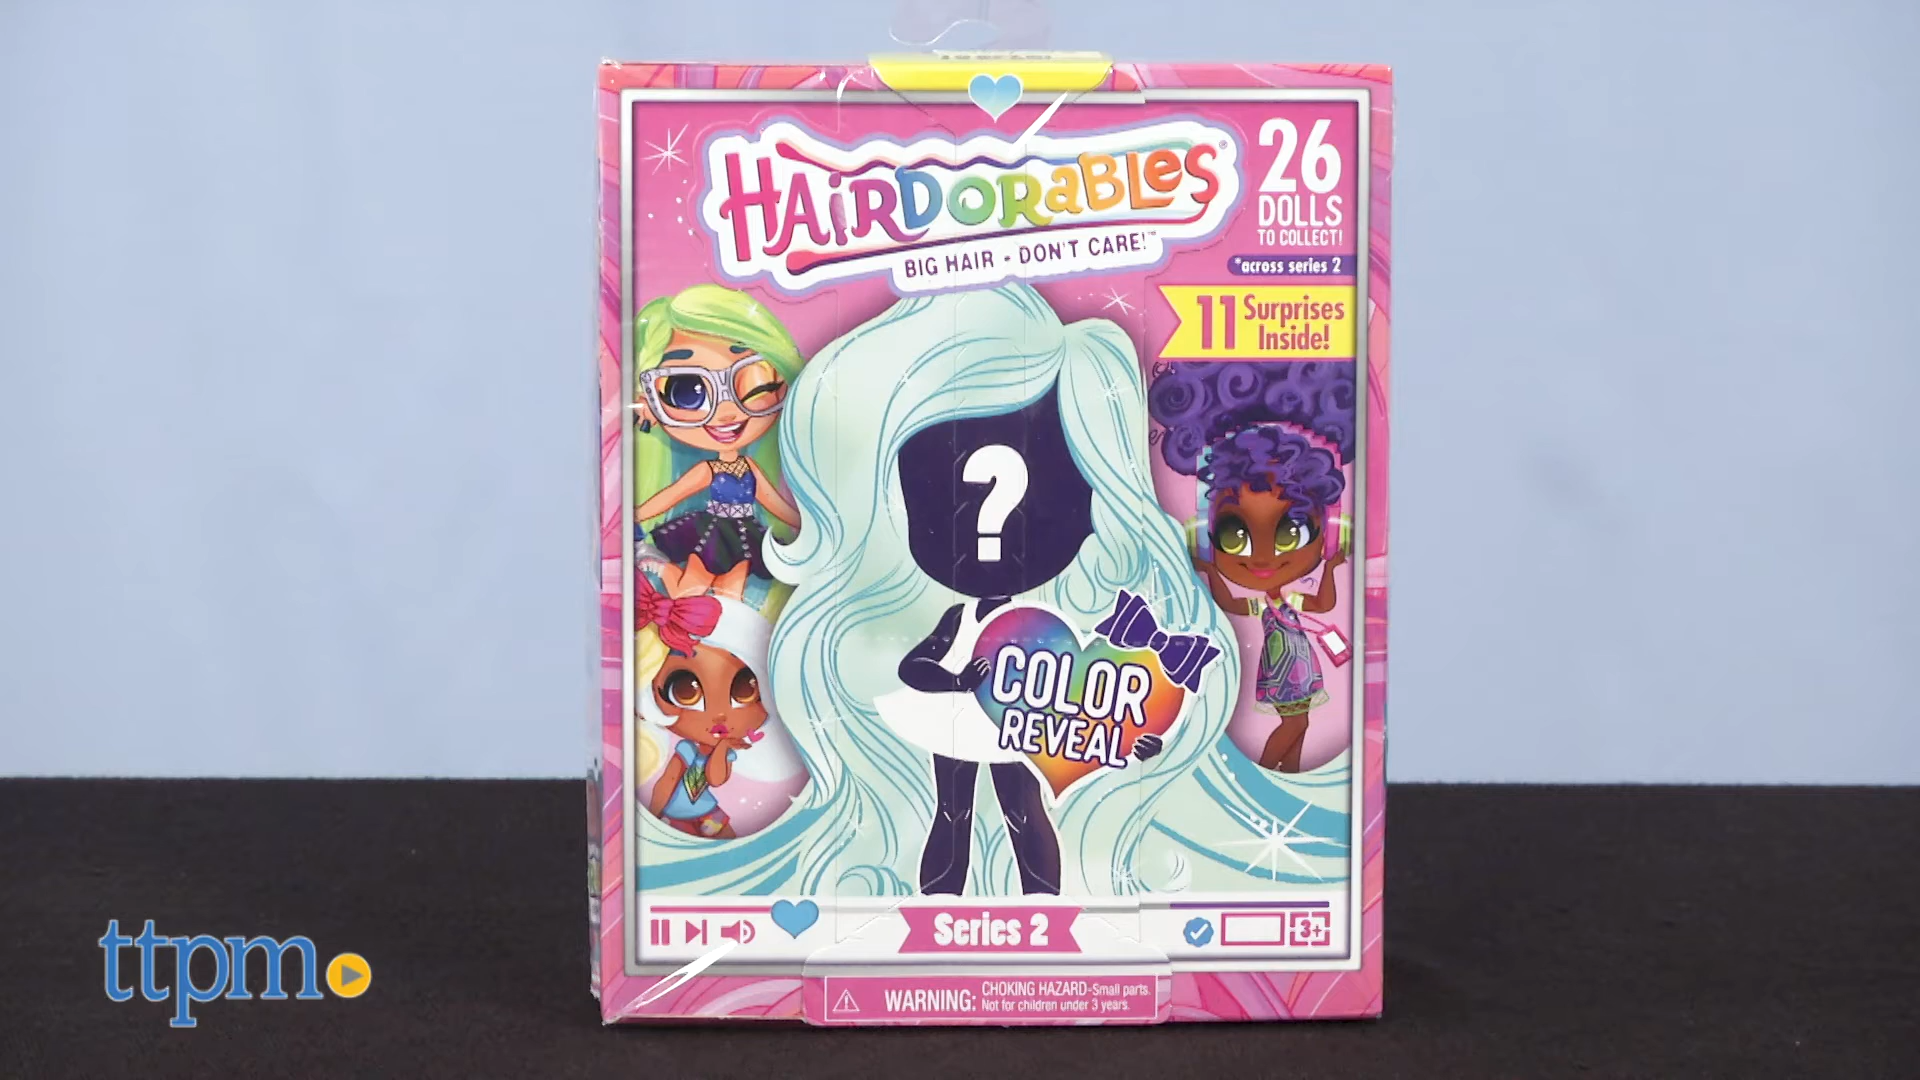 HAIRDORABLES®
BIG HAIR - DON'T CARE!™
26
DOLLS
TO COLLECT!
*across series 2
11 Surprises
Inside!
?
COLOR
REVEAL
Series 2
3+
WARNING: CHOKING HAZARD-Small parts.
Not for children under 3 years.
ttpm